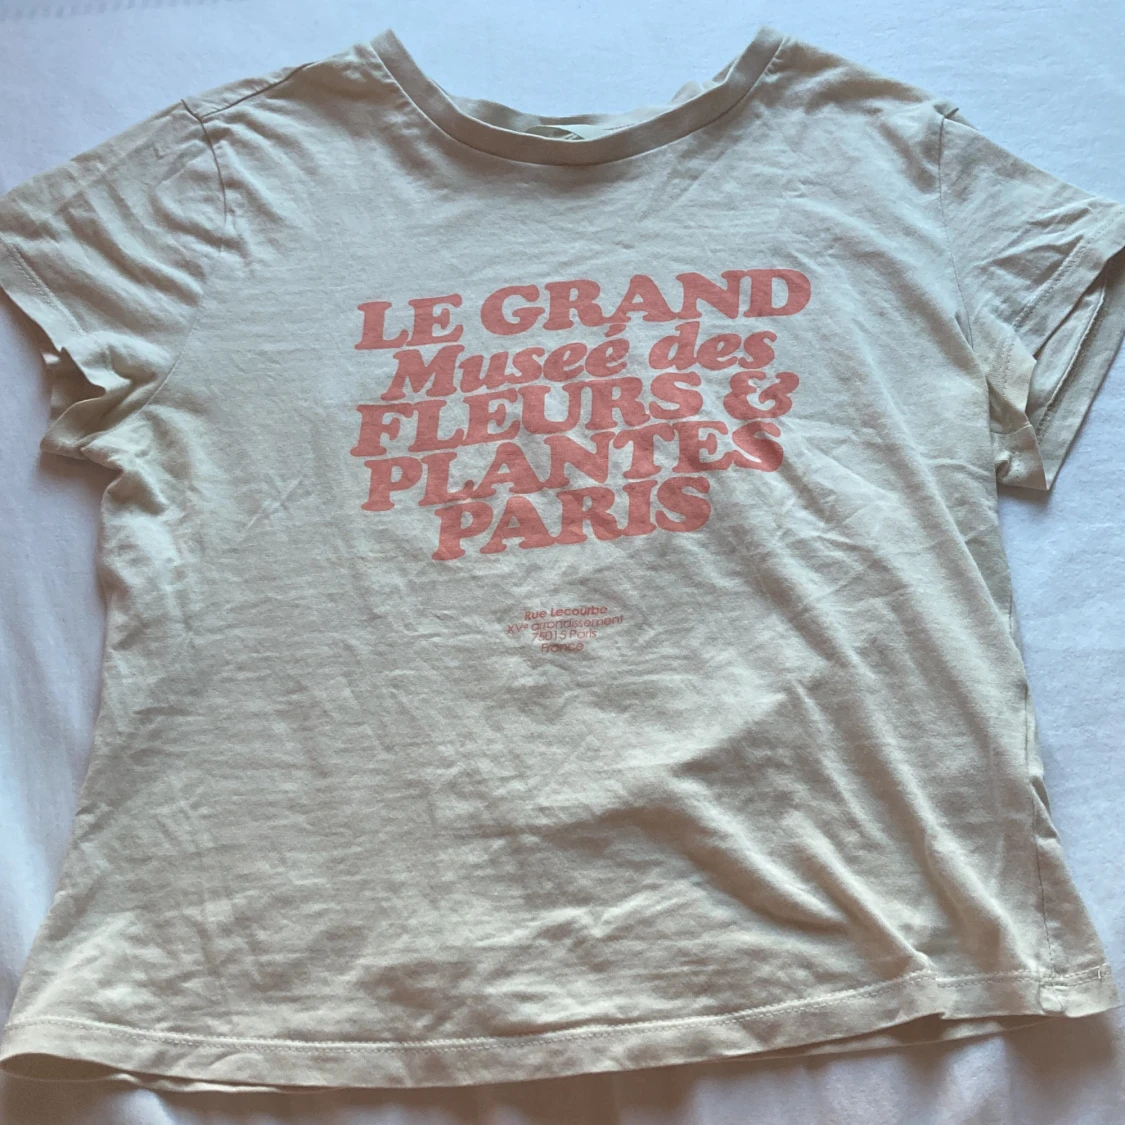 LE GRAND
Museé des
FLEURS &
PLANTES
PARIS
Rue Lecourbe
XVe arrondissement
75015 Paris
France